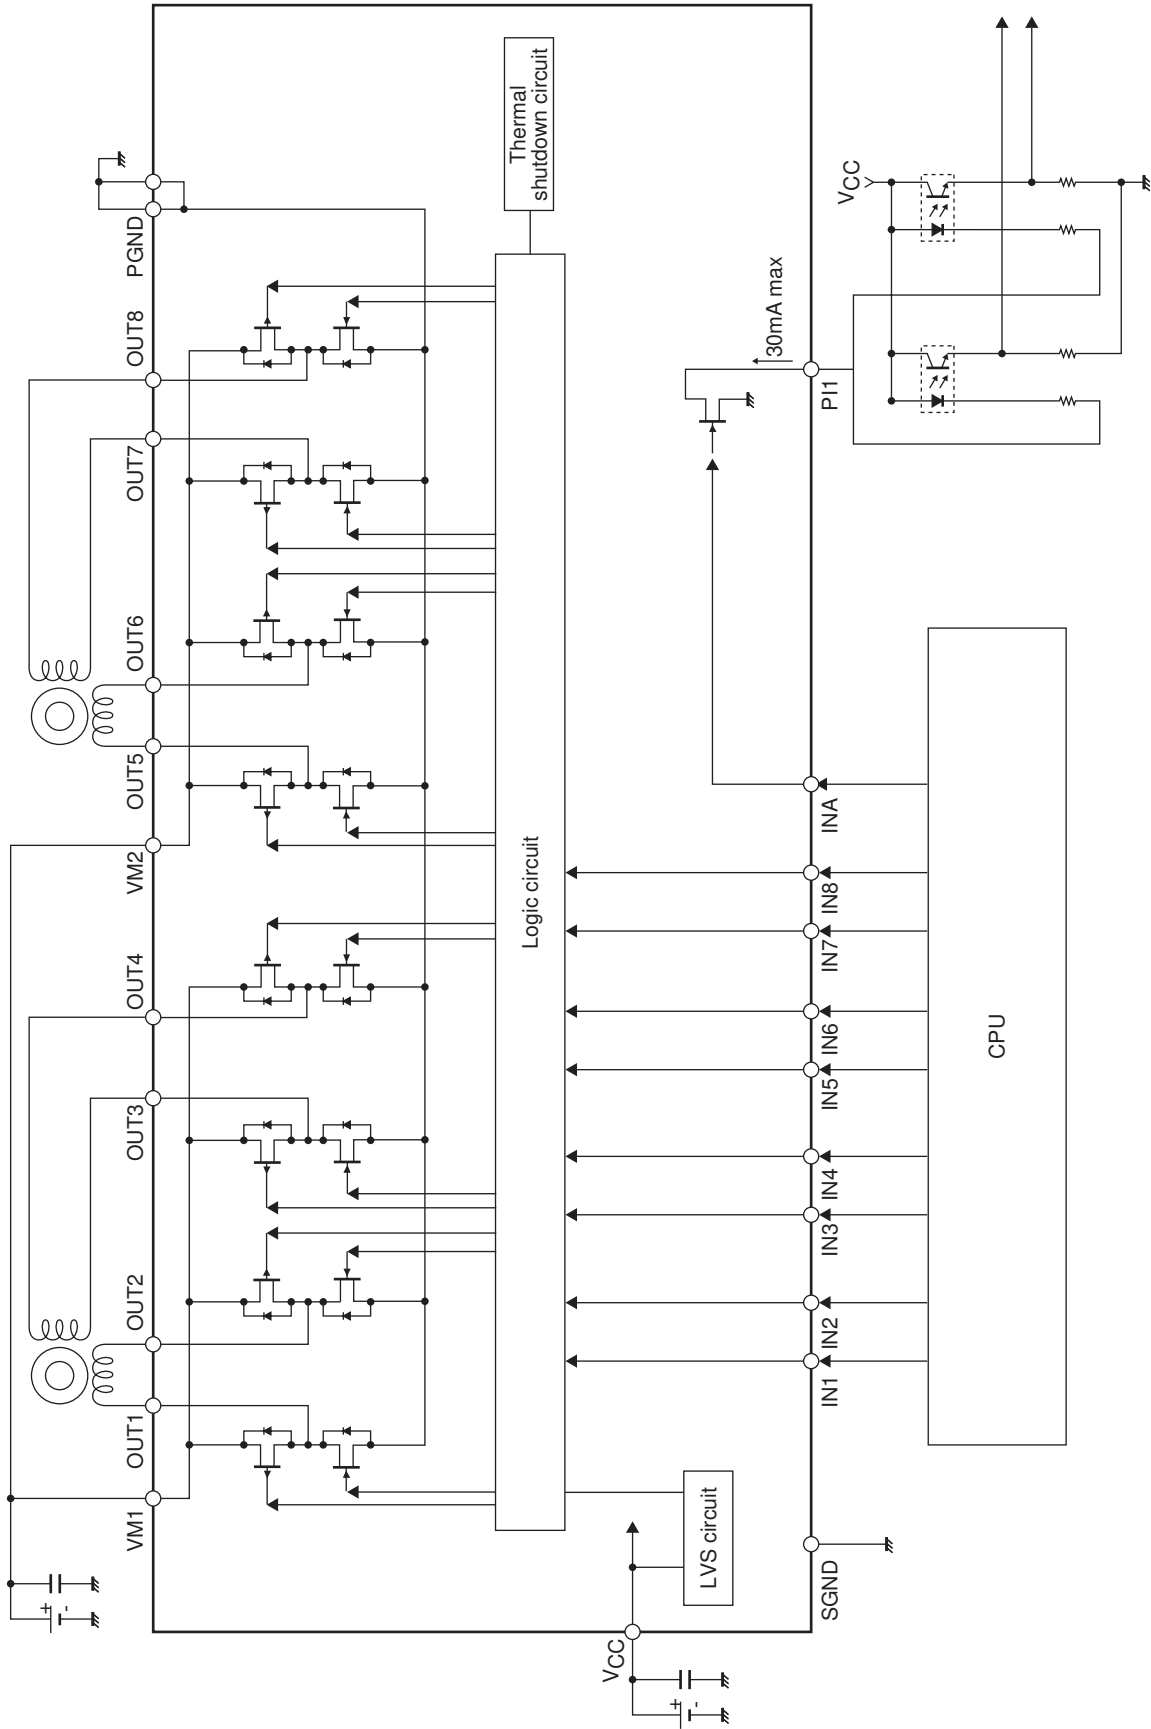 VM1
OUT1
OUT2
OUT3
OUT4
VM2
OUT5
OUT6
OUT7
OUT8
PGND
+
-
Thermal
shutdown circuit
Logic circuit
LVS circuit
VCC
+
-
SGND
IN1
IN2
IN3
IN4
IN5
IN6
IN7
IN8
INA
PI1
30mA max
VCC
CPU